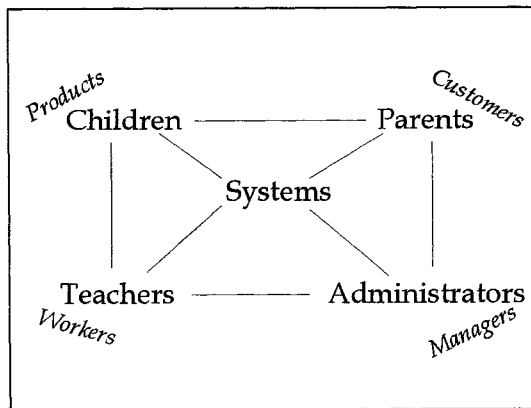 Products
Customers
Children
Parents
Systems
Teachers
Administrators
Workers
Managers